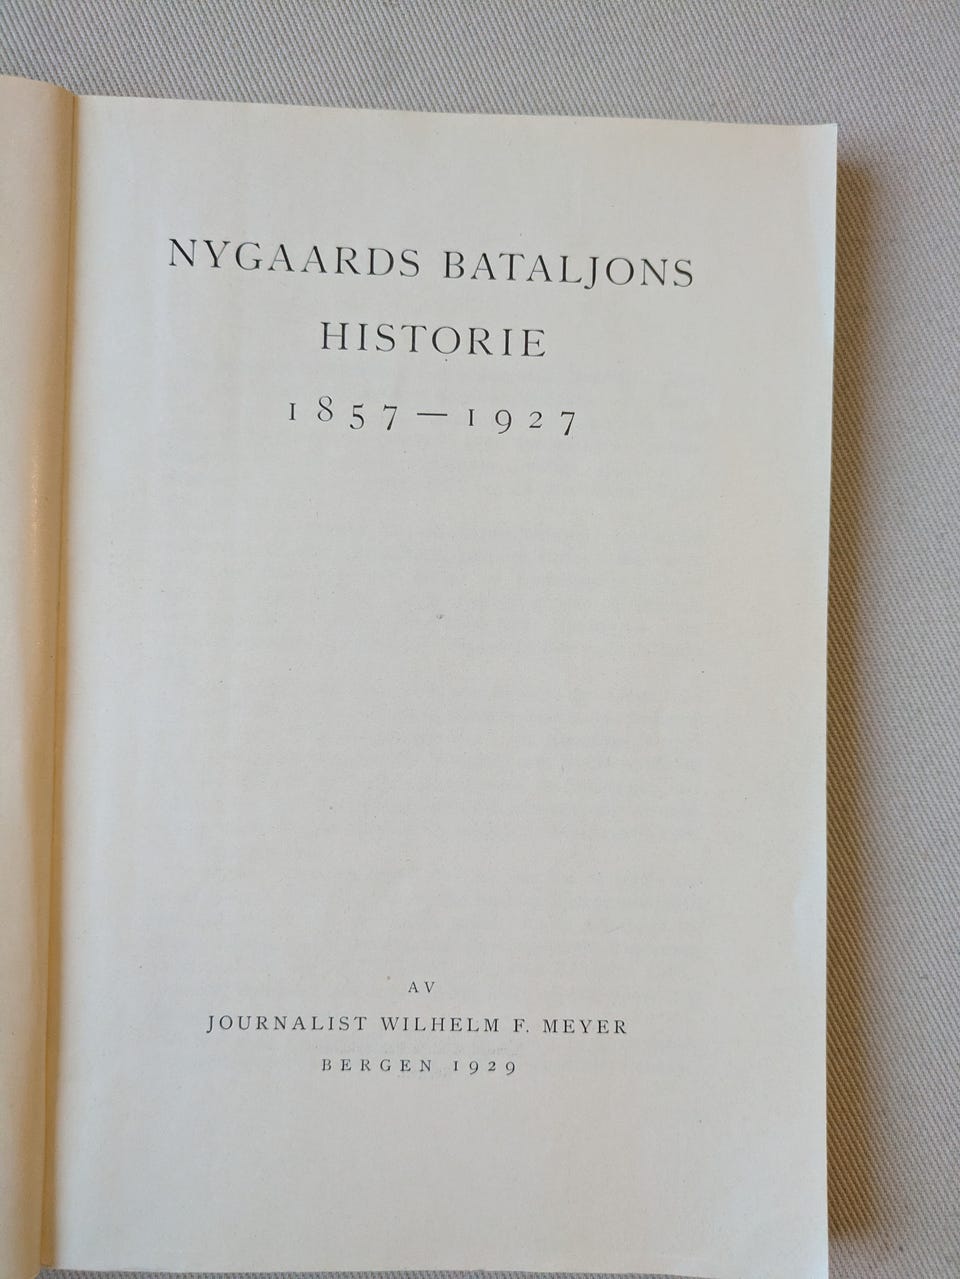 NYGAARDS BATALJONS
HISTORIE
1857—1927
AV
JOURNALIST WILHELM F. MEYER
BERGEN 1929